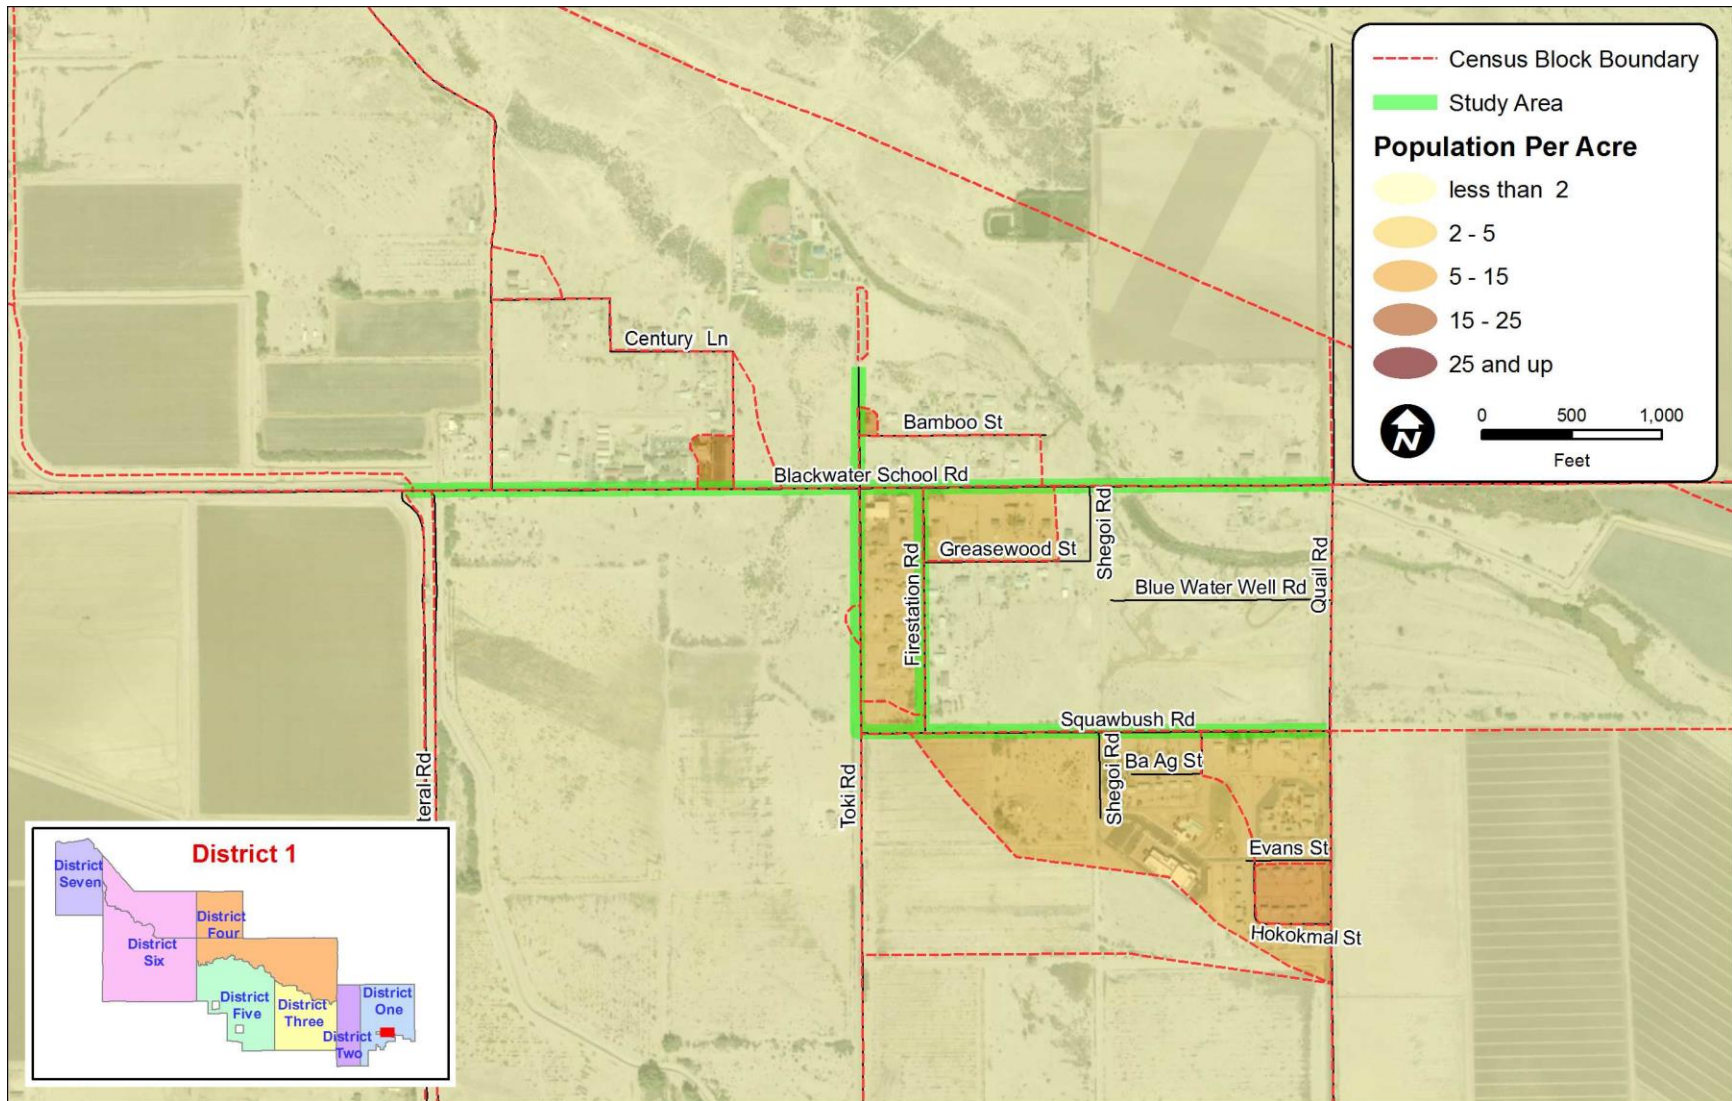 Census Block Boundary
Study Area
Population Per Acre
less than 2
2 - 5
5 - 15
15 - 25
25 and up
N
0 500 1,000
Feet
Century Ln
Bamboo St
Blackwater School Rd
Greasewood St
Shegoi Rd
Firestation Rd
Blue Water Well Rd
Quail Rd
Squawbush Rd
Shegoi Rd
Ba Ag St
Toki Rd
teral Rd
Evans St
Hokokmal St
District 1
District
Seven
District
Four
District
Six
District
Five
District
Three
District
Two
District
One